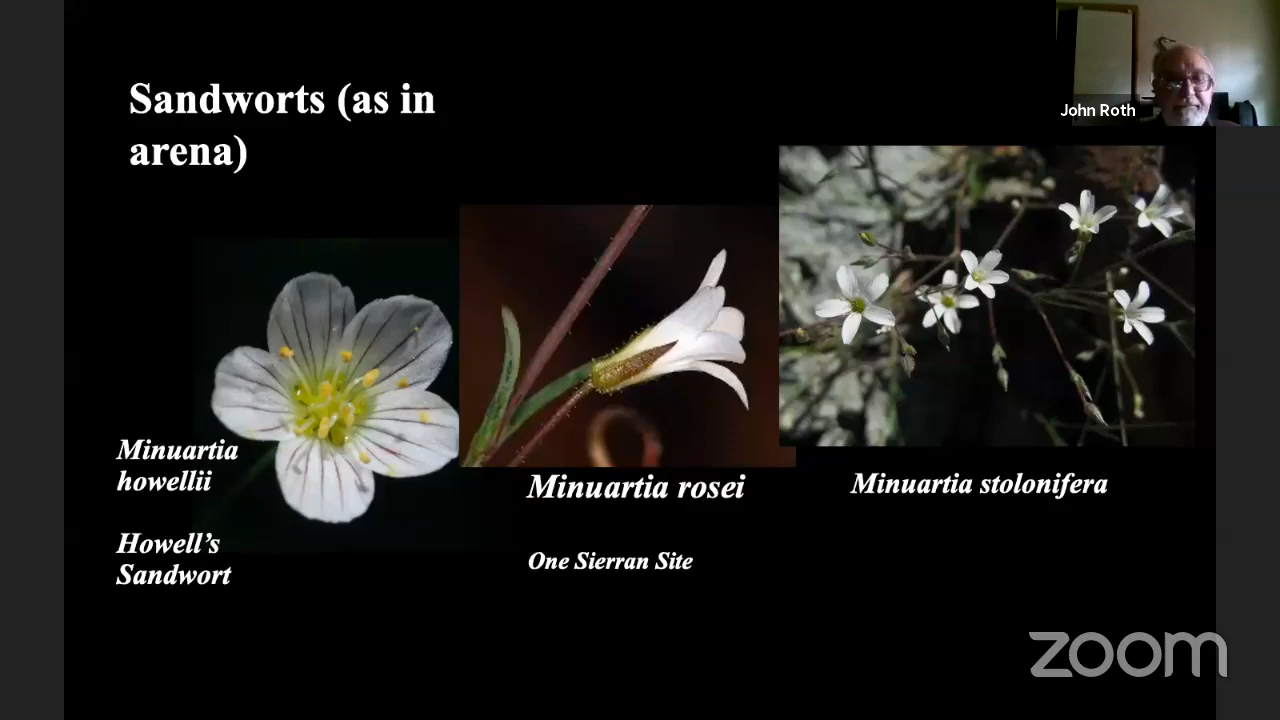 Sandworts (as in
arena)
John Roth
Minuartia
howellii
Howell’s
Sandwort
Minuartia rosei
One Sierran Site
Minuartia stolonifera
zoom